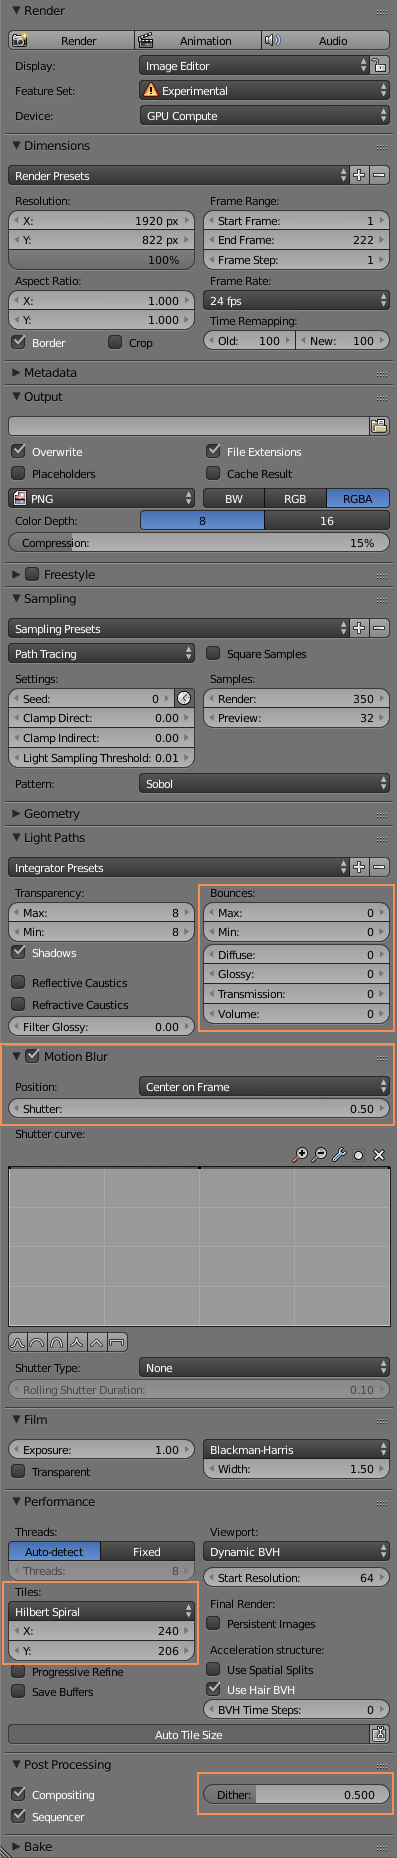 Render
Render Animation Audio
Display: Image Editor
Feature Set: Experimental
Device: GPU Compute
Dimensions
Render Presets
Resolution: Frame Range:
X: 1920 px Start Frame: 1
Y: 822 px End Frame: 222
100% Frame Step: 1
Aspect Ratio: Frame Rate:
X: 1.000 24 fps
Y: 1.000 Time Remapping:
Border Crop Old: 100 New: 100
Metadata
Output
Overwrite File Extensions
Placeholders Cache Result
PNG BW RGB RGBA
Color Depth: 8 16
Compression: 15%
Freestyle
Sampling
Sampling Presets
Path Tracing Square Samples
Settings: Samples:
Seed: 0 Render: 350
Clamp Direct: 0.00 Preview: 32
Clamp Indirect: 0.00
Light Sampling Threshold: 0.01
Pattern: Sobol
Geometry
Light Paths
Integrator Presets
Transparency: Bounces:
Max: 8 Max: 0
Min: 8 Min: 0
Shadows Diffuse: 0
Reflective Caustics Glossy: 0
Refractive Caustics Transmission: 0
Filter Glossy: 0.00 Volume: 0
Motion Blur
Position: Center on Frame
Shutter: 0.50
Shutter curve:
Shutter Type: None
Rolling Shutter Duration: 0.10
Film
Exposure: 1.00 Blackman-Harris
Transparent Width: 1.50
Performance
Threads: Viewport:
Auto-detect Fixed Dynamic BVH
Threads: 8 Start Resolution: 64
Tiles: Final Render:
Hilbert Spiral Persistent Images
X: 240 Acceleration structure:
Y: 206 Use Spatial Splits
Progressive Refine Use Hair BVH
Save Buffers BVH Time Steps: 0
Auto Tile Size
Post Processing
Compositing Dither: 0.500
Sequencer
Bake